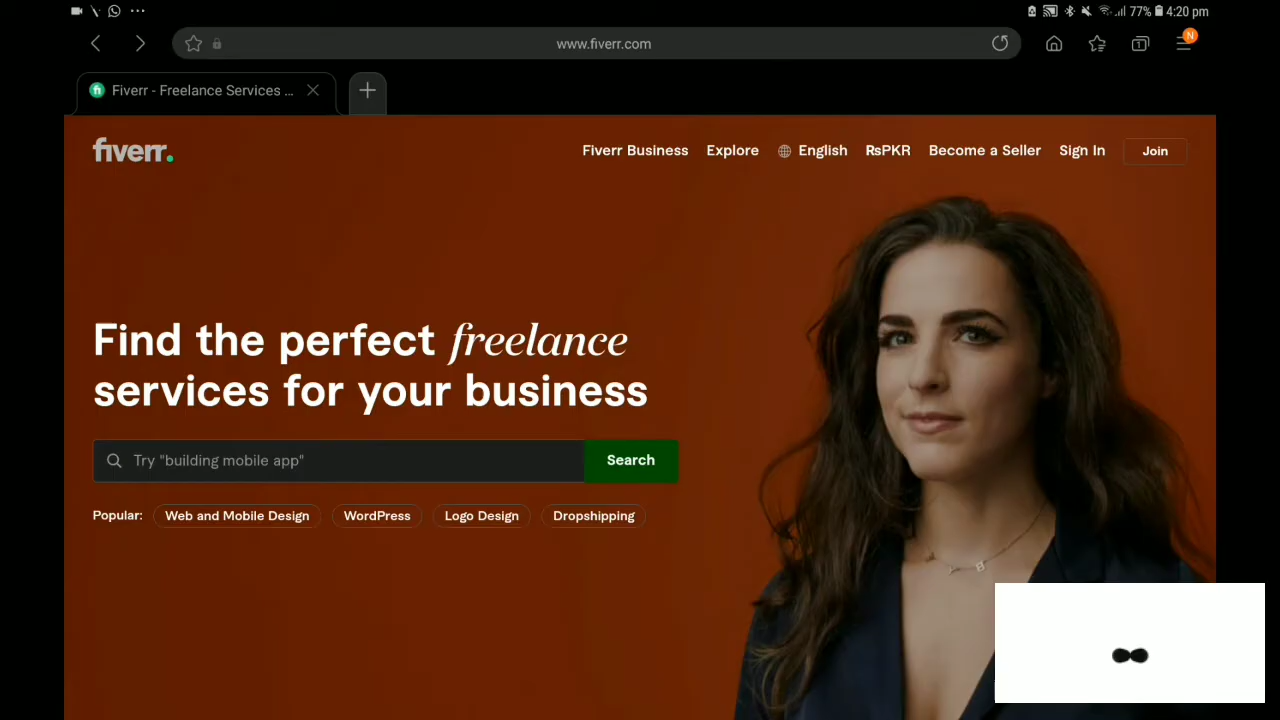 77% 4:20 pm
www.fiverr.com
1
N
Fiverr - Freelance Services ...
fiverr.
Fiverr Business
Explore
English
₨PKR
Become a Seller
Sign In
Join
Find the perfect freelance
services for your business
Try "building mobile app"
Search
Popular:
Web and Mobile Design
WordPress
Logo Design
Dropshipping